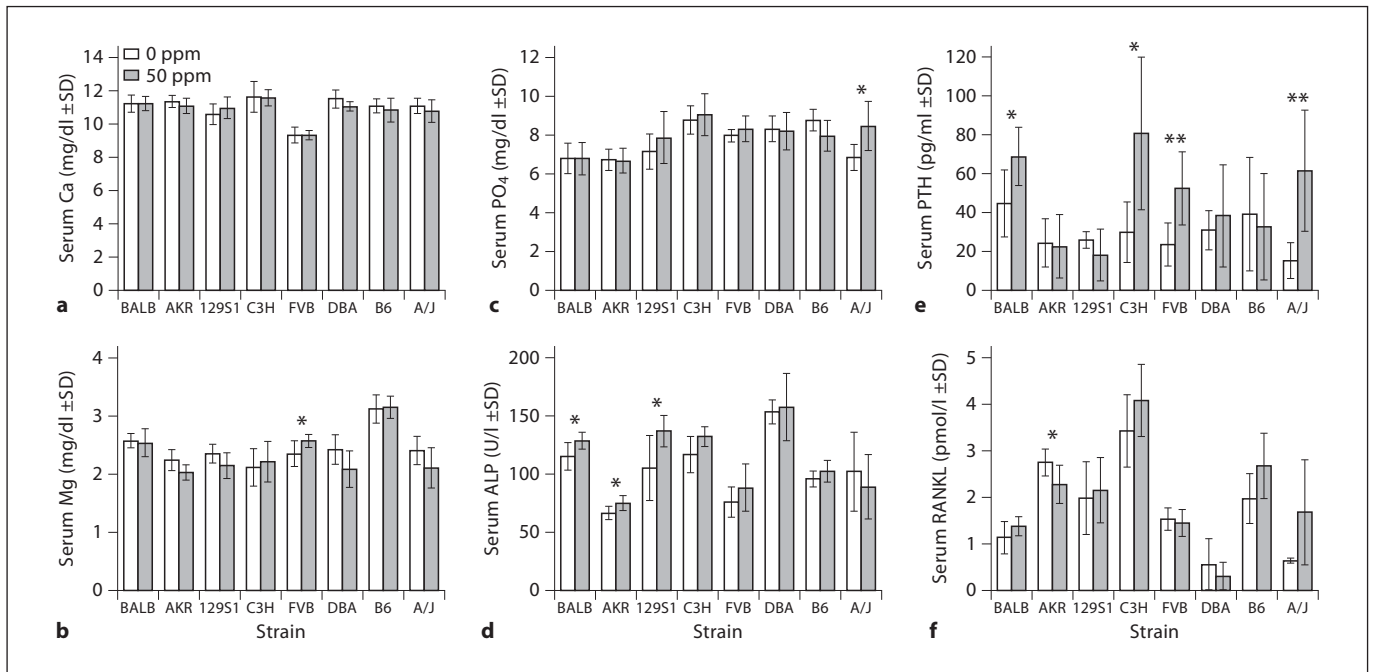 14
12
10
8
6
4
2
0
Serum Ca (mg/dl ±SD)
0 ppm
50 ppm
BALB AKR 129S1 C3H FVB DBA B6 A/J
a
12
10
8
6
4
2
0
Serum PO4 (mg/dl ±SD)
*
BALB AKR 129S1 C3H FVB DBA B6 A/J
c
120
100
80
60
40
20
0
Serum PTH (pg/ml ±SD)
* * ** **
BALB AKR 129S1 C3H FVB DBA B6 A/J
e
4
3
2
1
0
Serum Mg (mg/dl ±SD)
*
BALB AKR 129S1 C3H FVB DBA B6 A/J
Strain
b
200
150
100
50
0
Serum ALP (U/l ±SD)
* * *
BALB AKR 129S1 C3H FVB DBA B6 A/J
Strain
d
5
4
3
2
1
0
Serum RANKL (pmol/l ±SD)
*
BALB AKR 129S1 C3H FVB DBA B6 A/J
Strain
f